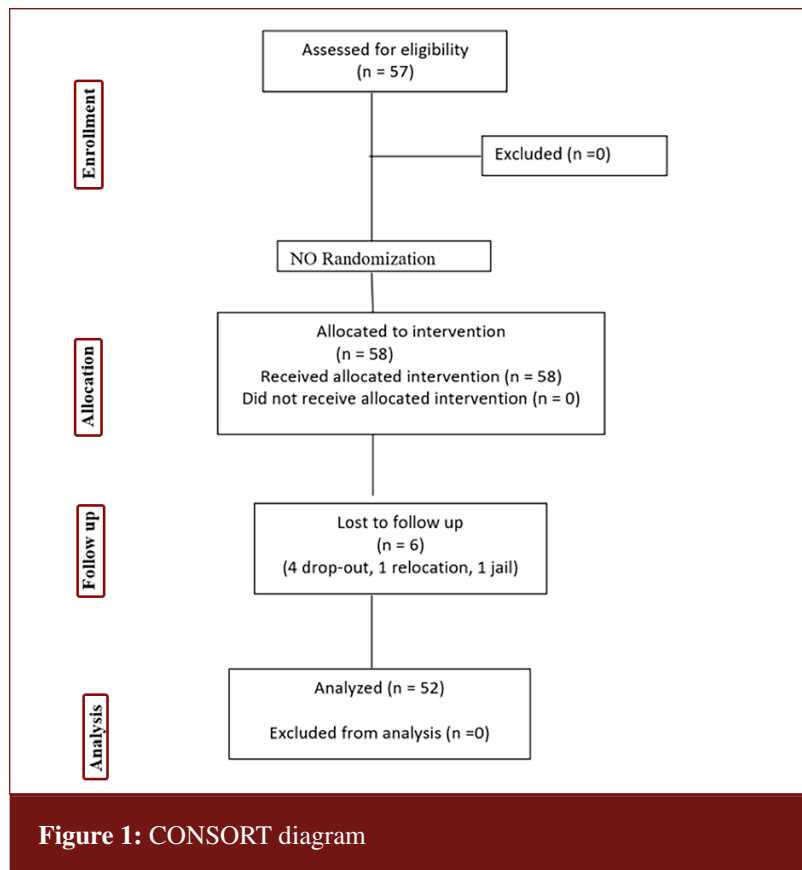 Assessed for eligibility
(n = 57)
Enrollment
Excluded (n =0)
NO Randomization
Allocation
Allocated to intervention
(n = 58)
Received allocated intervention (n = 58)
Did not receive allocated intervention (n = 0)
Follow up
Lost to follow up
(n = 6)
(4 drop-out, 1 relocation, 1 jail)
Analysis
Analyzed (n = 52)
Excluded from analysis (n =0)
Figure 1: CONSORT diagram